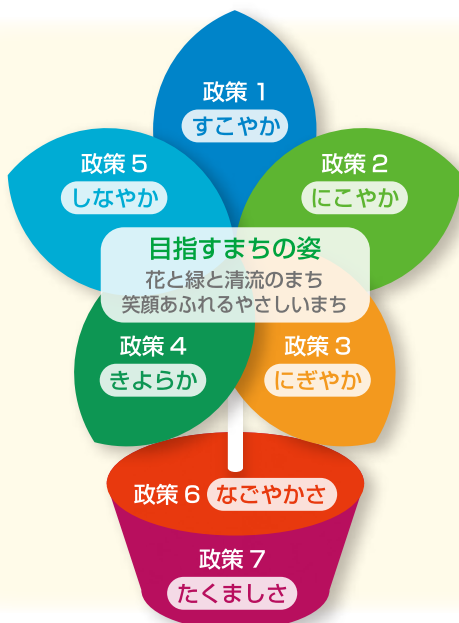 政策 1
すこやか
政策 5
しなやか
政策 2
にこやか
目指すまちの姿
花と緑と清流のまち
笑顔あふれるやさしいまち
政策 4
きよらか
政策 3
にぎやか
政策 6 なごやかさ
政策 7
たくましさ